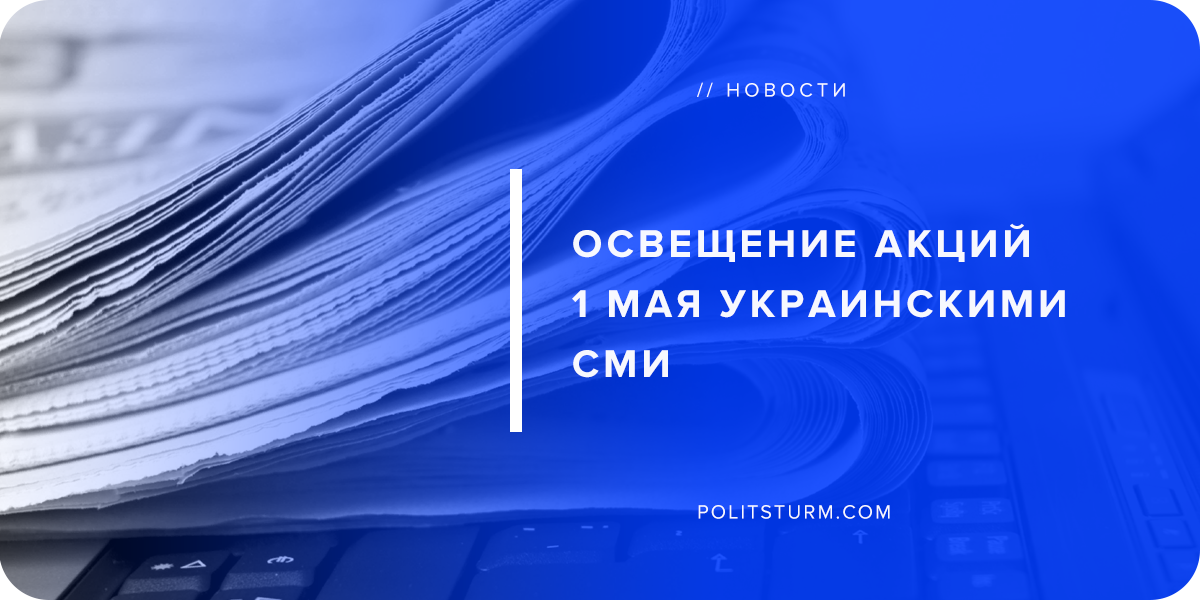 // НОВОСТИ
ОСВЕЩЕНИЕ АКЦИЙ
1 МАЯ УКРАИНСКИМИ
СМИ
POLITSTURM.COM